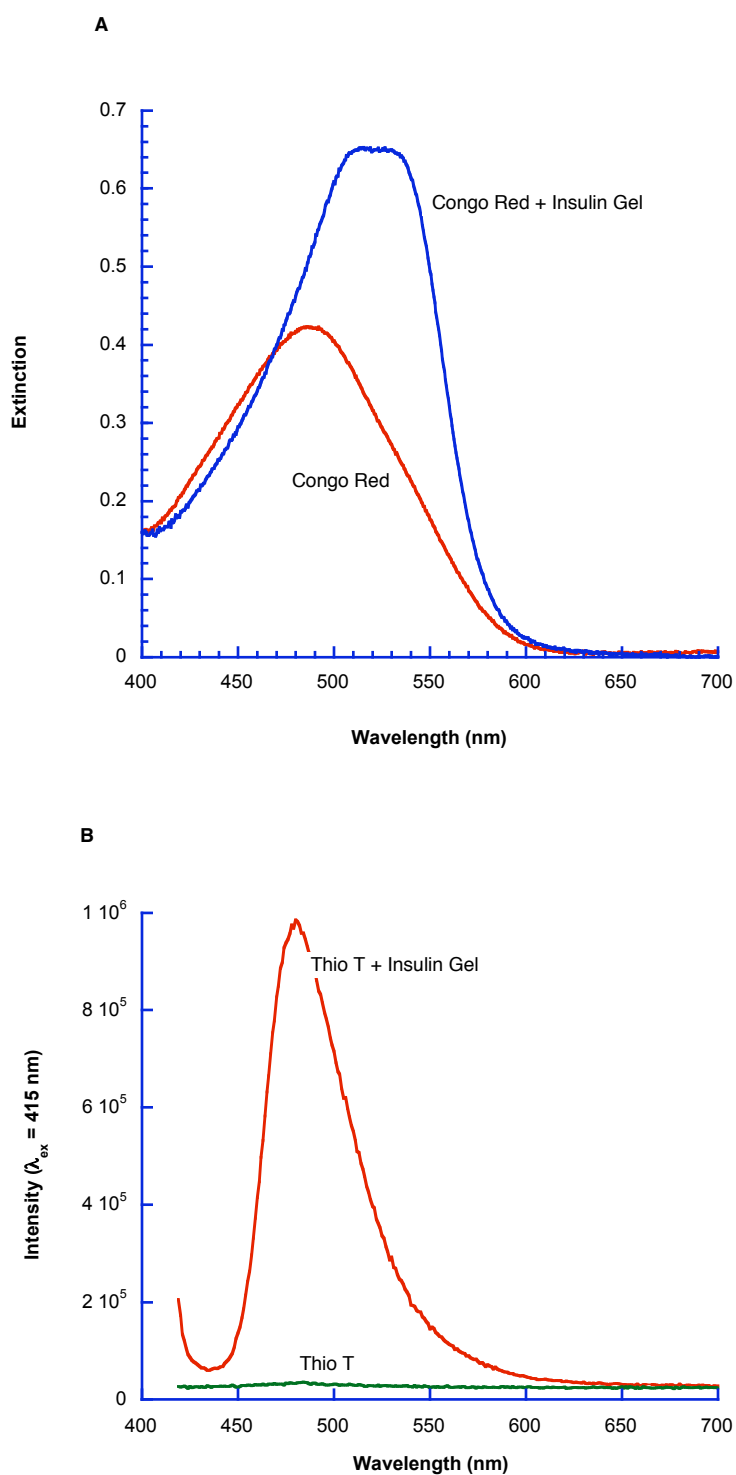 A
0.7
0.6
Congo Red + Insulin Gel
0.5
0.4
Extinction
0.3
Congo Red
0.2
0.1
0
400 450 500 550 600 650 700
Wavelength (nm)
B
1 10⁶
Thio T + Insulin Gel
8 10⁵
6 10⁵
Intensity (λex = 415 nm)
4 10⁵
2 10⁵
Thio T
0
400 450 500 550 600 650 700
Wavelength (nm)